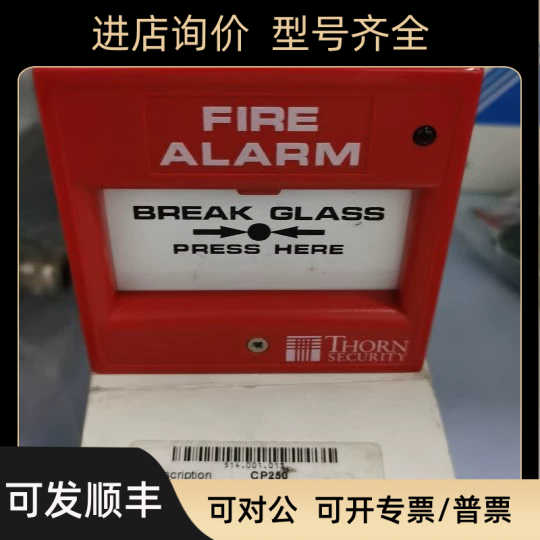 进店询价 型号齐全
FIRE
ALARM
BREAK GLASS
PRESS HERE
THORN
SECURITY
scription CP250
可发顺丰
可对公 可开专票/普票